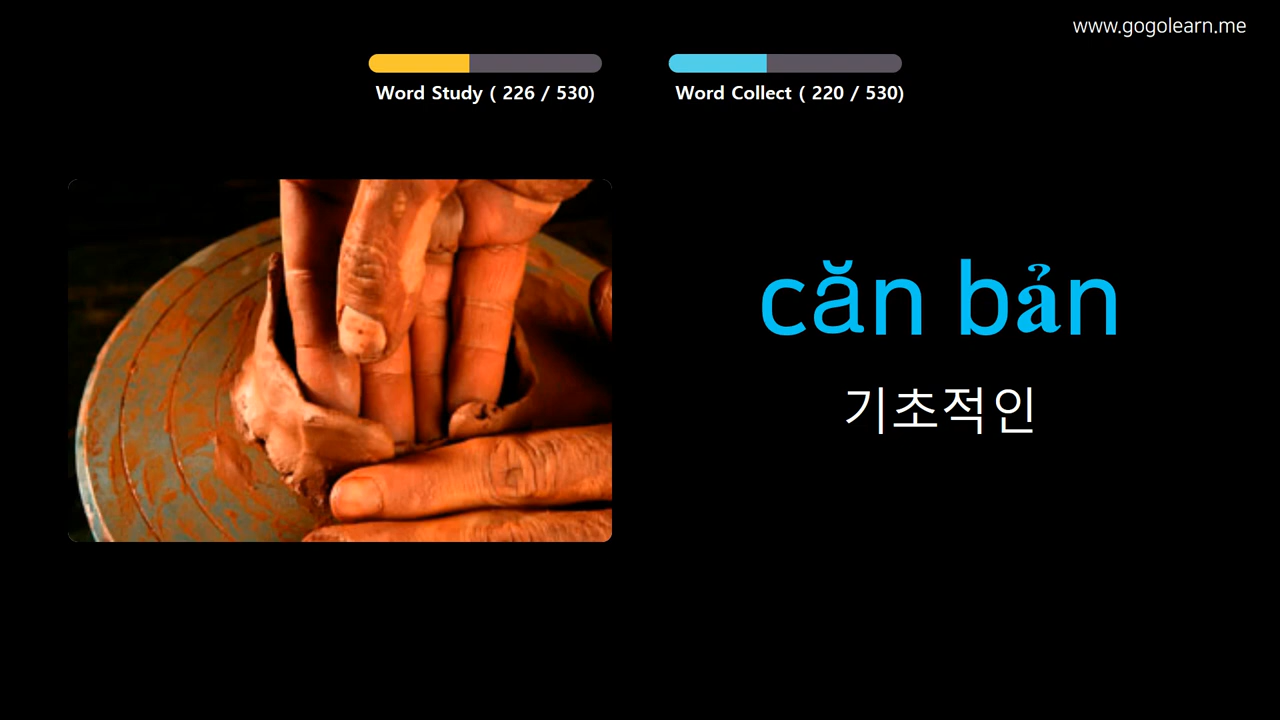 www.gogolearn.me
Word Study ( 226 / 530)
Word Collect ( 220 / 530)
căn bản
기초적인